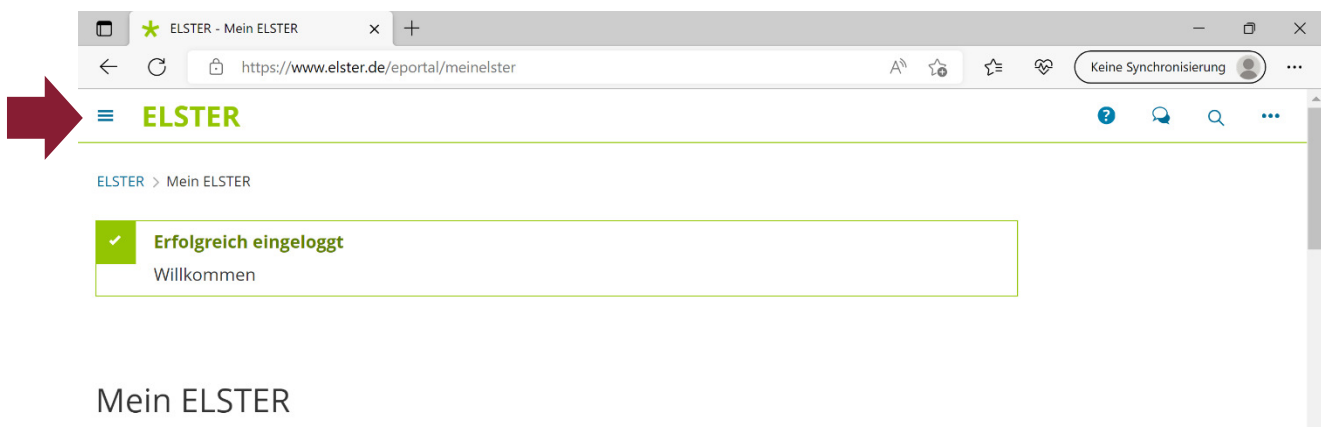 ELSTER - Mein ELSTER
https://www.elster.de/eportal/meinelster
Keine Synchronisierung
ELSTER
ELSTER > Mein ELSTER
Erfolgreich eingeloggt
Willkommen
Mein ELSTER